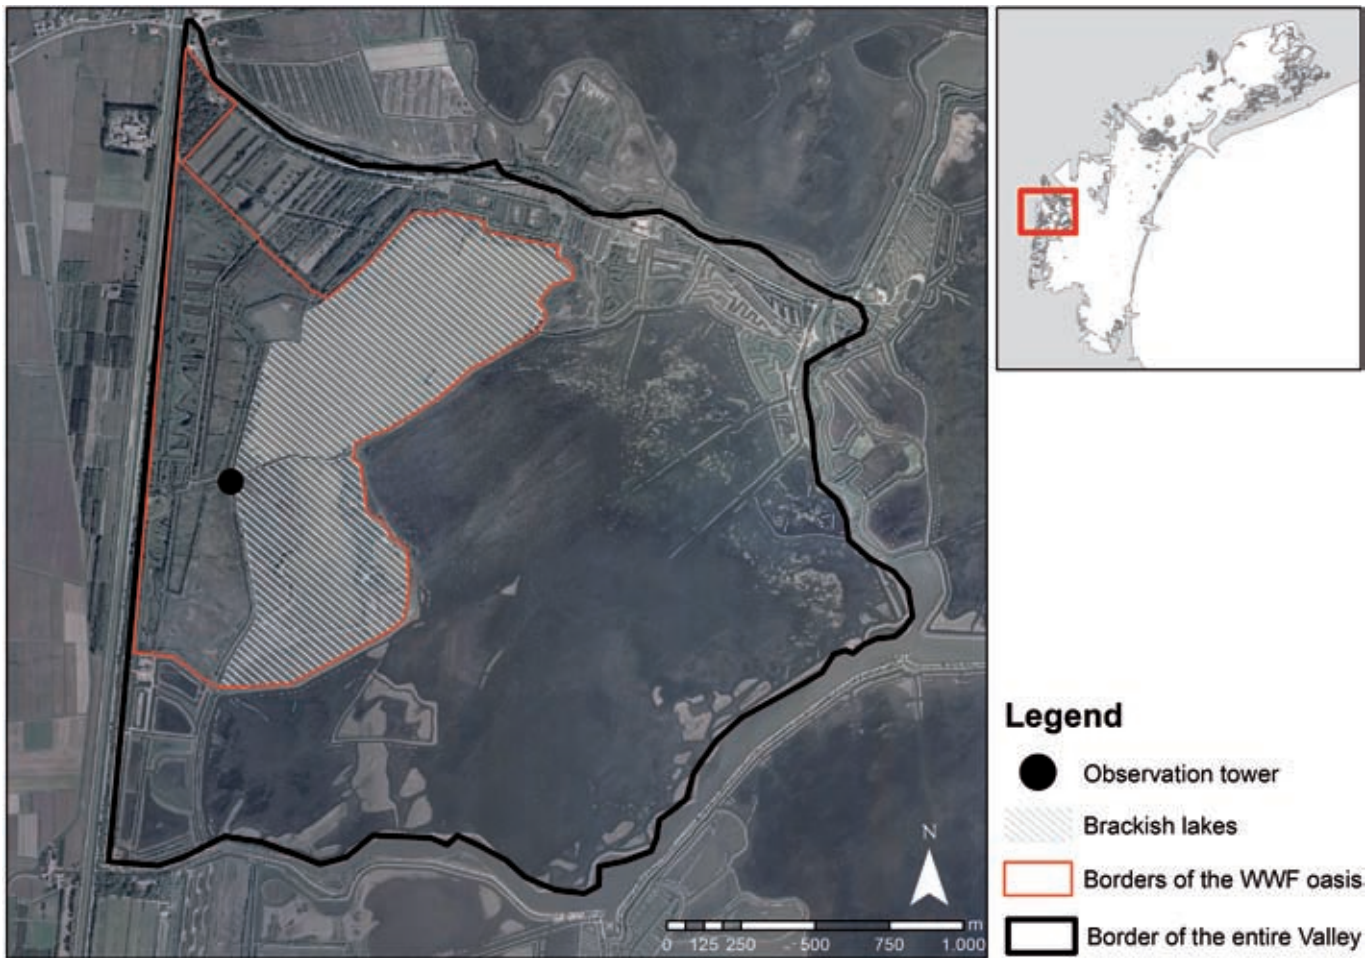 N
m
0 125 250 500 750 1.000
Legend
Observation tower
Brackish lakes
Borders of the WWF oasis
Border of the entire Valley